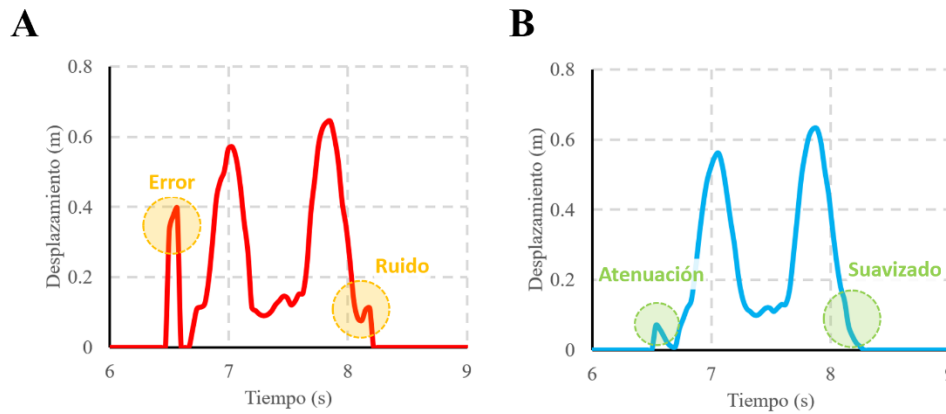 A
0.8
0.6
0.4
0.2
0
6
7
8
9
Desplazamiento (m)
Tiempo (s)
Error
Ruido
B
0.8
0.6
0.4
0.2
0
6
7
8
9
Desplazamiento (m)
Tiempo (s)
Atenuación
Suavizado